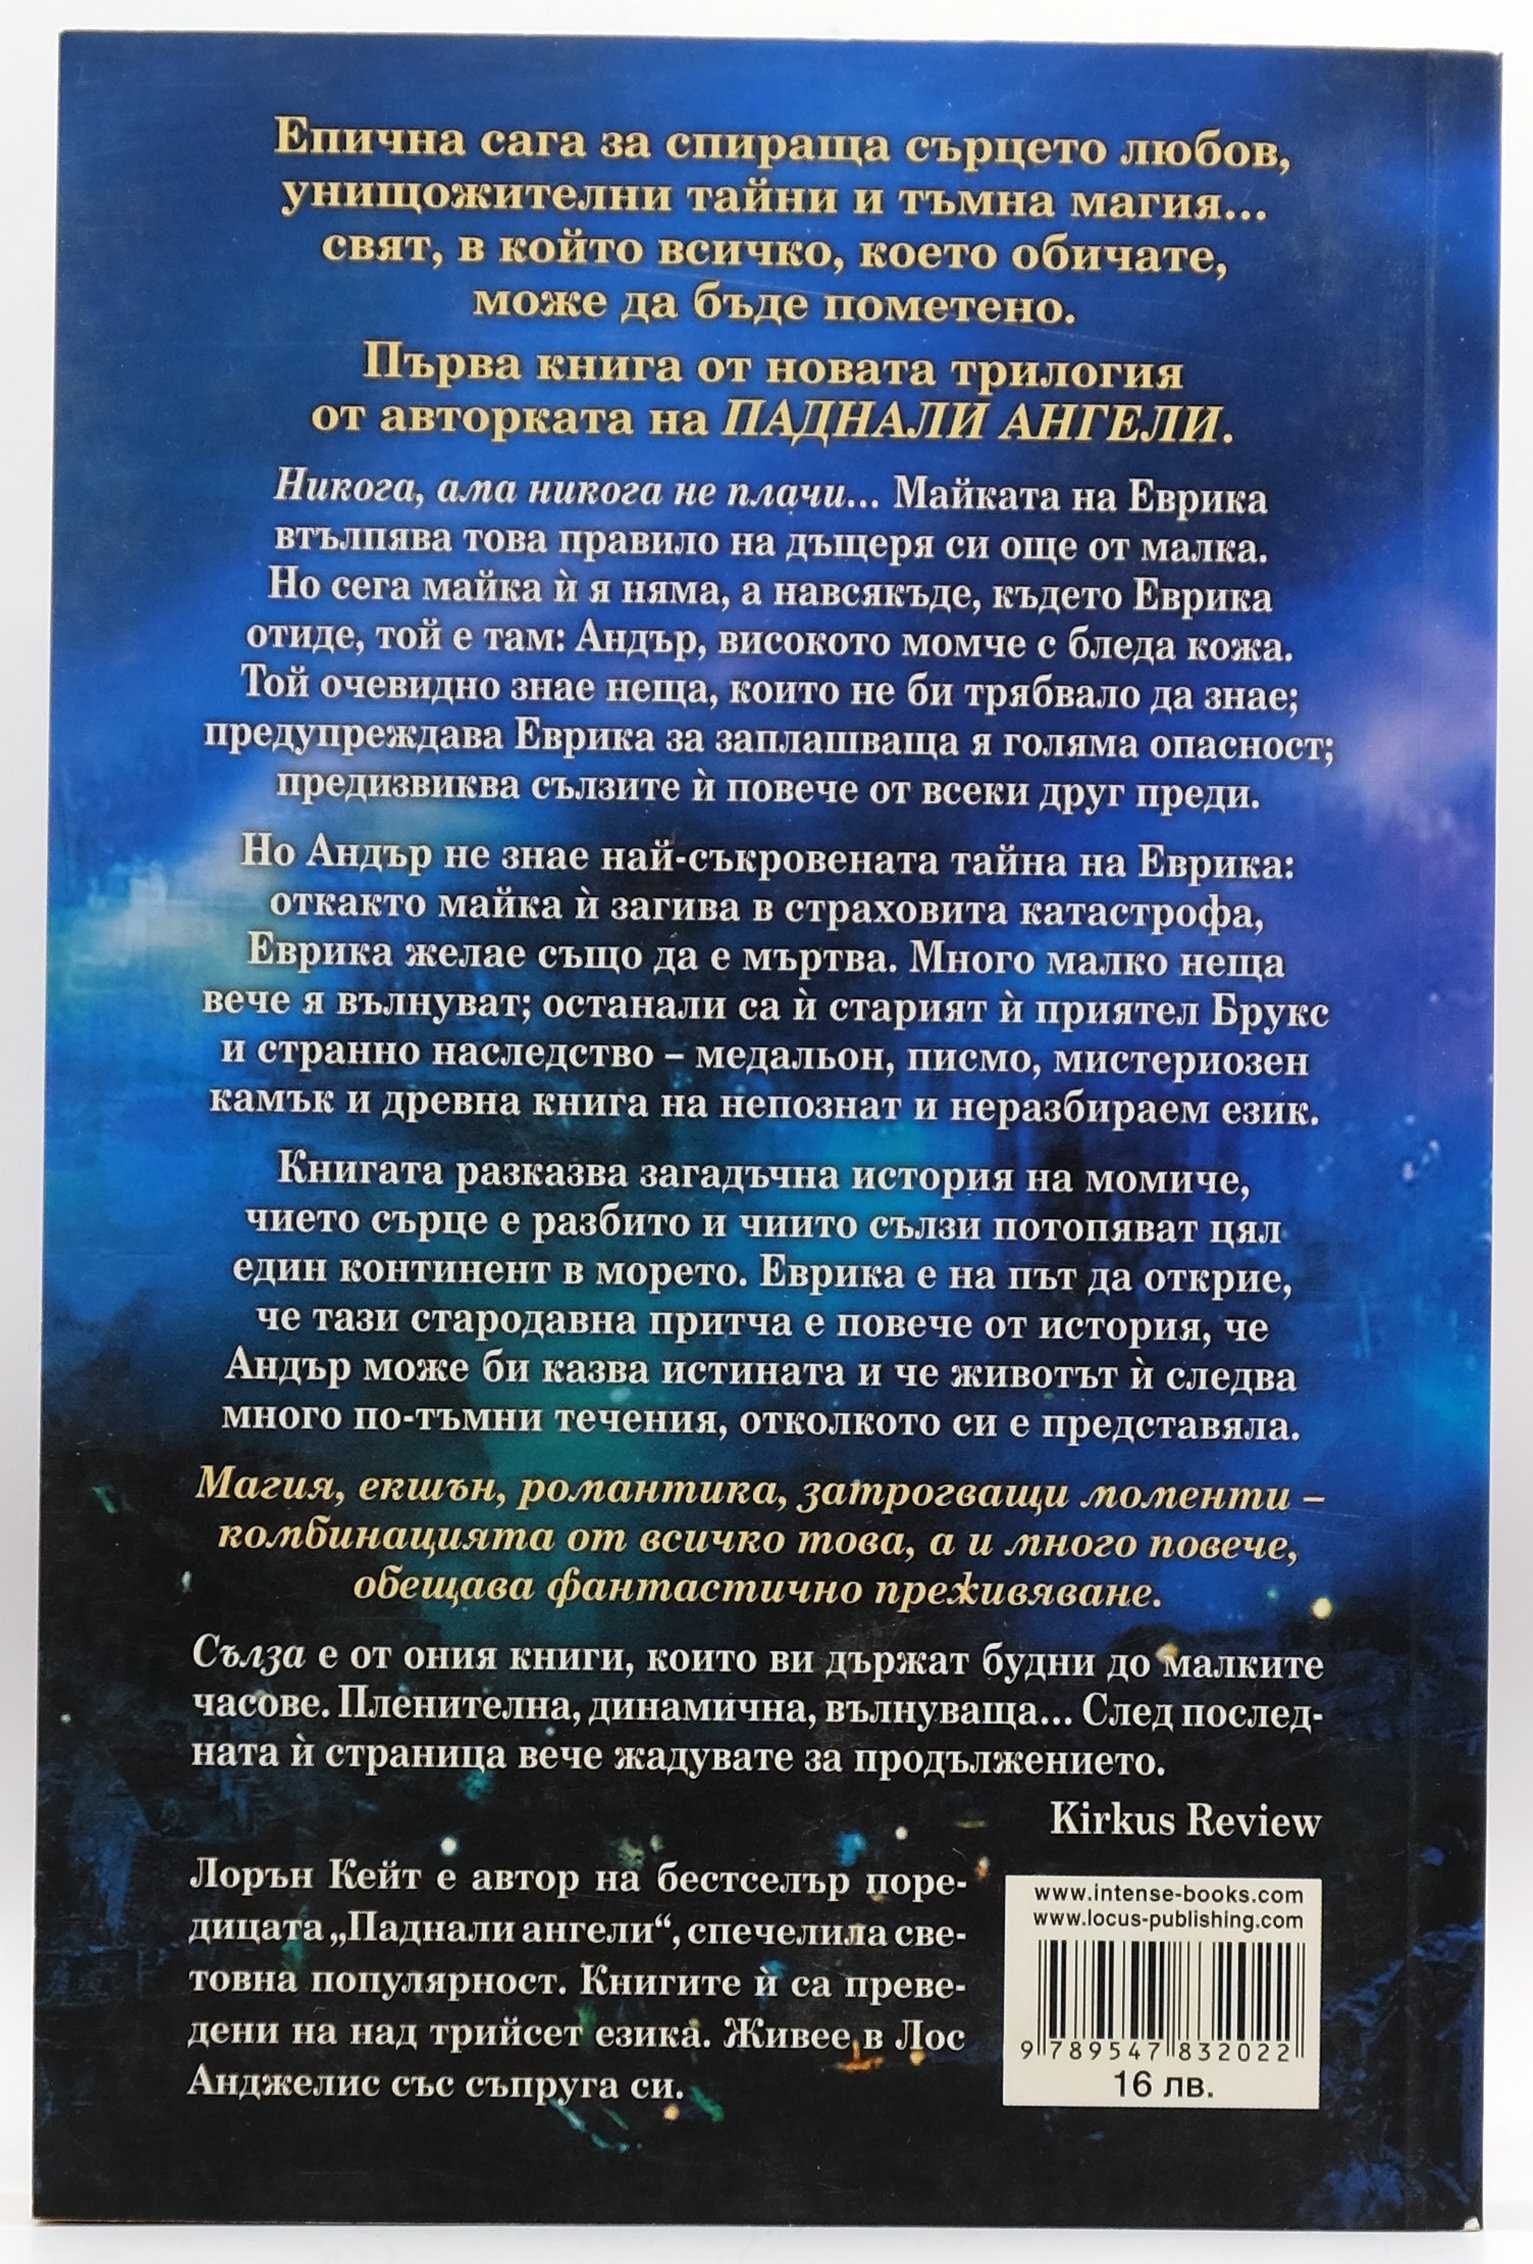 Епична сага за спираща сърцето любов,
унищожителни тайни и тъмна магия...
свят, в който всичко, което обичате,
може да бъде пометено.
Първа книга от новата трилогия
от авторката на ПАДНАЛИ АНГЕЛИ.
Никога, ама никога не плачи... Майката на Еврика
втълпява това правило на дъщеря си още от малка.
Но сега майка ѝ я няма, а навсякъде, където Еврика
отиде, той е там: Андър, високото момче с бледа кожа.
Той очевидно знае неща, които не би трябвало да знае;
предупреждава Еврика за заплашваща я голяма опасност;
предизвиква сълзите ѝ повече от всеки друг преди.
Но Андър не знае най-съкровената тайна на Еврика:
откакто майка ѝ загива в страховита катастрофа,
Еврика желае също да е мъртва. Много малко неща
вече я вълнуват; останали са ѝ старият ѝ приятел Брукс
и странно наследство – медальон, писмо, мистериозен
камък и древна книга на непознат и неразбираем език.
Книгата разказва загадъчна история на момиче,
чието сърце е разбито и чиито сълзи потопяват цял
един континент в морето. Еврика е на път да открие,
че тази стародавна притча е повече от история, че
Андър може би казва истината и че животът ѝ следва
много по-тъмни течения, отколкото си е представяла.
Магия, екшън, романтика, затрогващи моменти –
комбинацията от всичко това, а и много повече,
обещава фантастично преживяване.
Сълза е от ония книги, които ви държат будни до малките
часове. Пленителна, динамична, вълнуваща... След послед-
ната ѝ страница вече жадувате за продължението.
Kirkus Review
Лорън Кейт е автор на бестселър поре-
дицата „Паднали ангели“, спечелила све-
товна популярност. Книгите ѝ са преве-
дени на над трийсет езика. Живее в Лос
Анджелис със съпруга си.
www.intense-books.com
www.locus-publishing.com
9 789547 832022
16 лв.